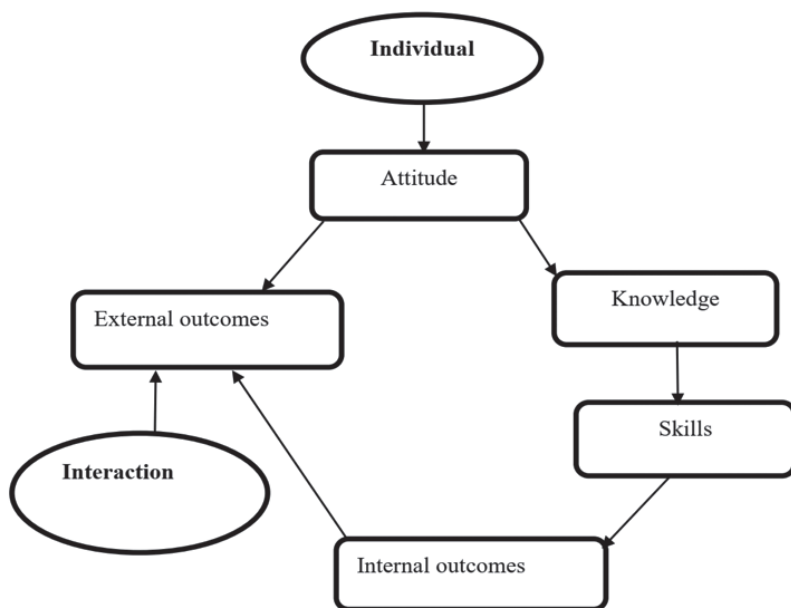 Individual
Attitude
External outcomes
Knowledge
Skills
Interaction
Internal outcomes